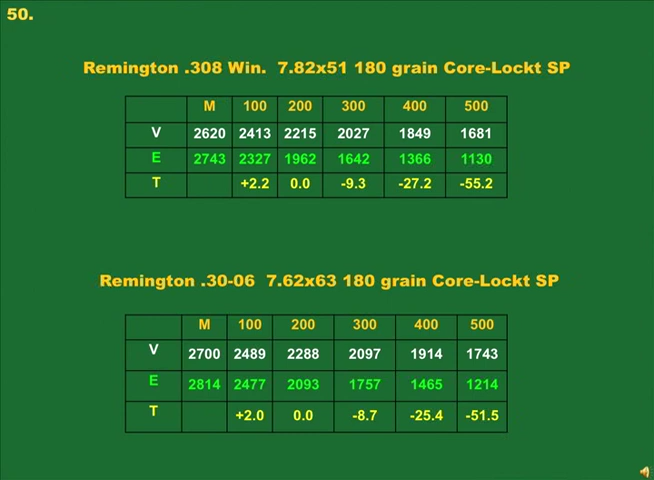 50.
Remington .308 Win. 7.82x51 180 grain Core-Lockt SP
M 100 200 300 400 500
V 2620 2413 2215 2027 1849 1681
E 2743 2327 1962 1642 1366 1130
T +2.2 0.0 -9.3 -27.2 -55.2
Remington .30-06 7.62x63 180 grain Core-Lockt SP
M 100 200 300 400 500
V 2700 2489 2288 2097 1914 1743
E 2814 2477 2093 1757 1465 1214
T +2.0 0.0 -8.7 -25.4 -51.5